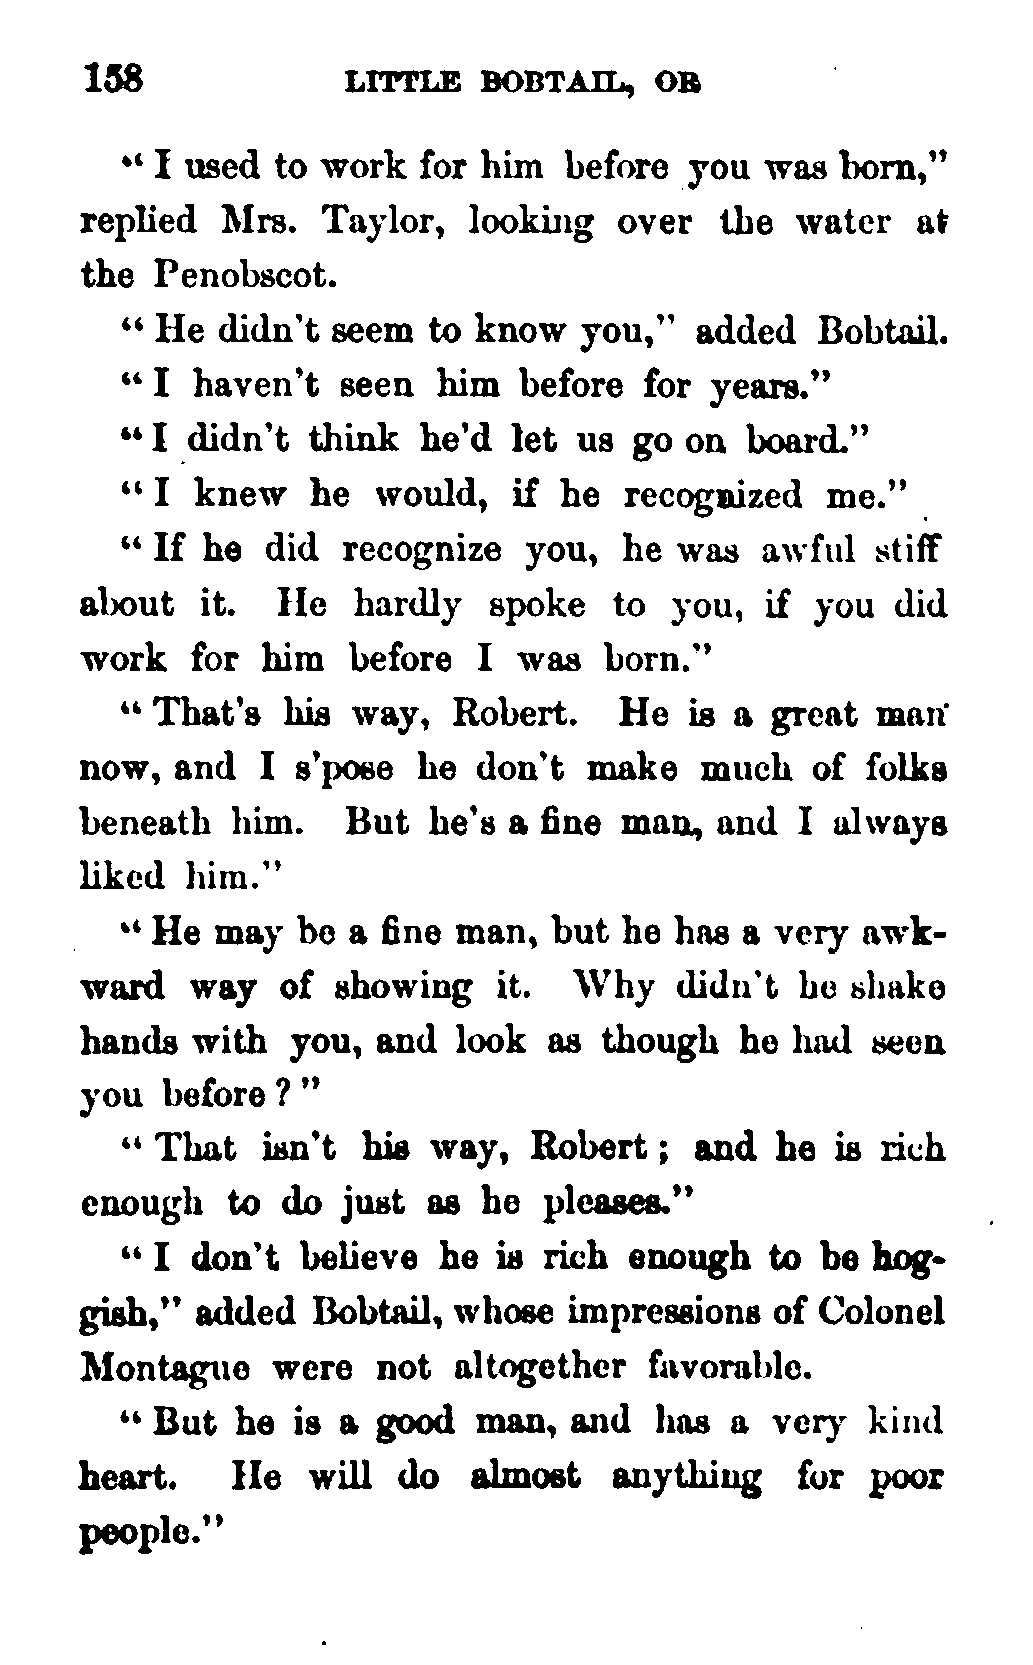 158 LITTLE BOBTAIL, OR
“ I used to work for him before you was born,”
replied Mrs. Taylor, looking over the water at
the Penobscot.
“ He didn't seem to know you,” added Bobtail.
“ I haven't seen him before for years.”
“ I didn't think he'd let us go on board.”
“ I knew he would, if he recognized me.”
“ If he did recognize you, he was awful stiff
about it. He hardly spoke to you, if you did
work for him before I was born.”
“ That's his way, Robert. He is a great man
now, and I s'pose he don't make much of folks
beneath him. But he's a fine man, and I always
liked him.”
“ He may be a fine man, but he has a very awk-
ward way of showing it. Why didn't he shake
hands with you, and look as though he had seen
you before ? ”
“ That isn't his way, Robert ; and he is rich
enough to do just as he pleases.”
“ I don't believe he is rich enough to be hog-
gish,” added Bobtail, whose impressions of Colonel
Montague were not altogether favorable.
“ But he is a good man, and has a very kind
heart. He will do almost anything for poor
people.”